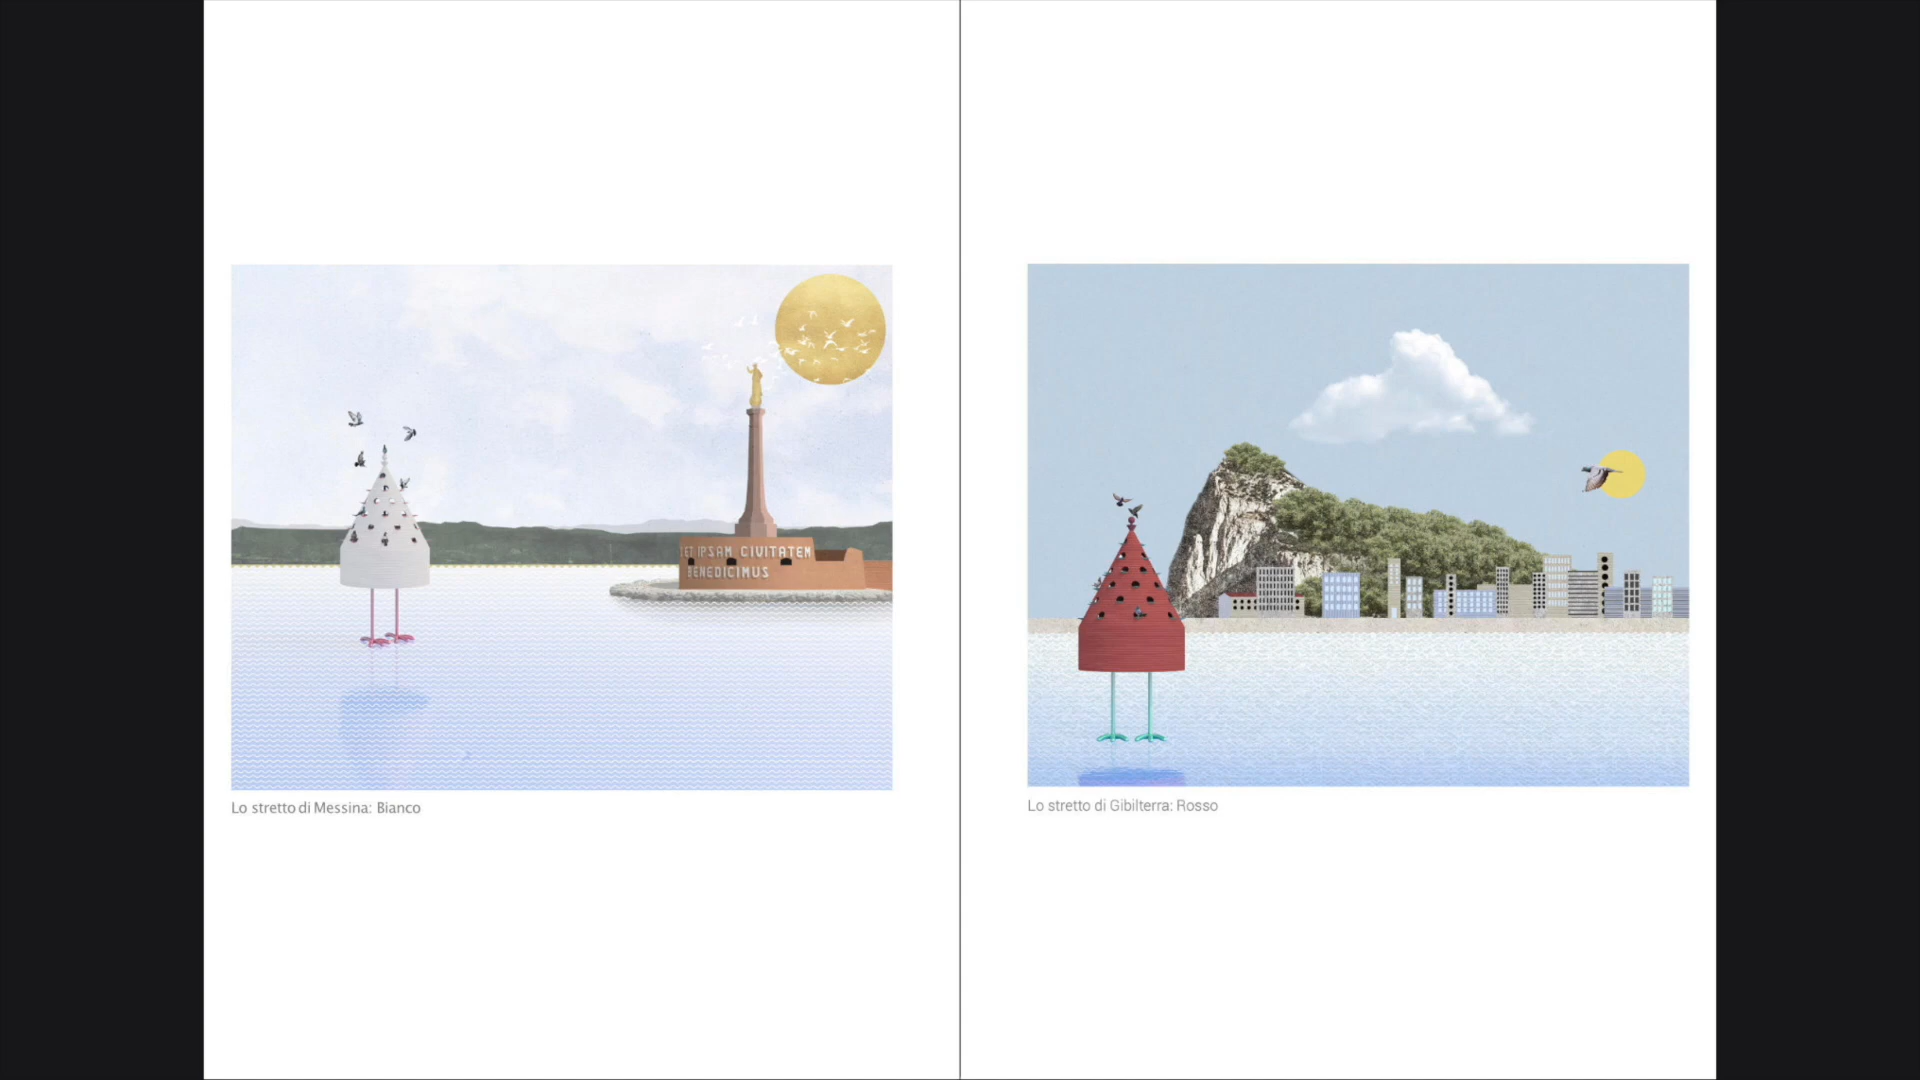 ET IPSAM CIVITATEM
BENEDICIMUS
Lo stretto di Messina: Bianco
Lo stretto di Gibilterra: Rosso